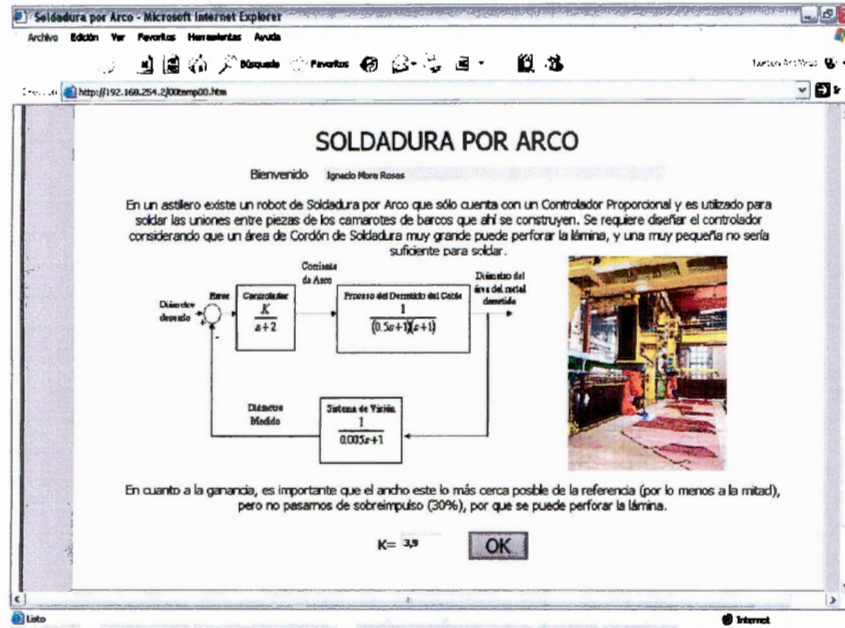 Soldadura por Arco - Microsoft Internet Explorer
Archivo Edición Ver Favoritos Herramientas Ayuda
Búsqueda Favoritos
http://192.168.254.2/00temp00.htm Ir
SOLDADURA POR ARCO
Bienvenido Ignacio More Rosas
En un astillero existe un robot de Soldadura por Arco que sólo cuenta con un Controlador Proporcional y es utilizado para
soldar las uniones entre piezas de los camarotes de barcos que ahí se construyen. Se requiere diseñar el controlador
considerando que un área de Cordón de Soldadura muy grande puede perforar la lámina, y una muy pequeña no sería
suficiente para soldar.
Diámetro
deseado
Error
Controlador
K
s+2
Corriente
de Arco
Proceso del Derretido del Cable
1
(0.5s+1)(s+1)
Diámetro del
área del metal
derretido
Diámetro
Medido
Sistema de Visión
1
0.005s+1
En cuanto a la ganancia, es importante que el ancho este lo más cerca posible de la referencia (por lo menos a la mitad),
pero no pasarnos de sobreimpulso (30%), por que se puede perforar la lámina.
K= 3,9 OK
Listo Internet